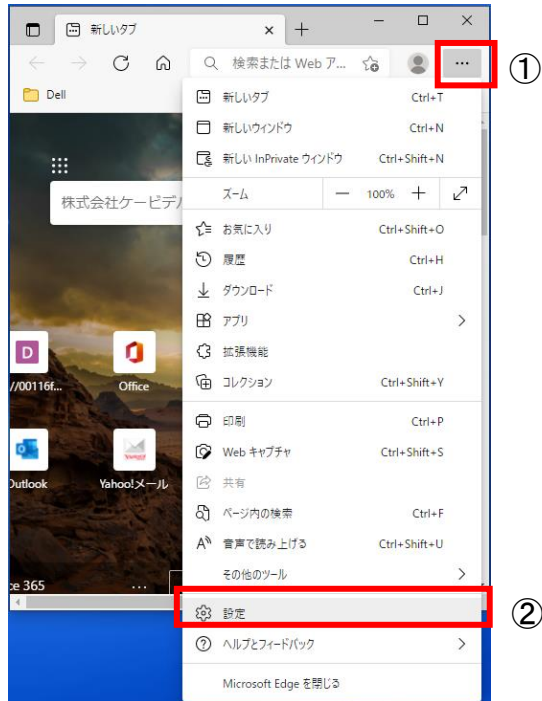 新しいタブ
検索または Web ア...
①
Dell
新しいタブ Ctrl+T
新しいウィンドウ Ctrl+N
新しい InPrivate ウィンドウ Ctrl+Shift+N
ズーム 100%
株式会社ケービデ
お気に入り Ctrl+Shift+O
履歴 Ctrl+H
ダウンロード Ctrl+J
アプリ
拡張機能
コレクション Ctrl+Shift+Y
D
//00116f...
Office
印刷 Ctrl+P
Web キャプチャ Ctrl+Shift+S
共有
Outlook
Yahoo!メール
ページ内の検索 Ctrl+F
音声で読み上げる Ctrl+Shift+U
その他のツール
ce 365
...
設定
②
ヘルプとフィードバック
Microsoft Edge を閉じる